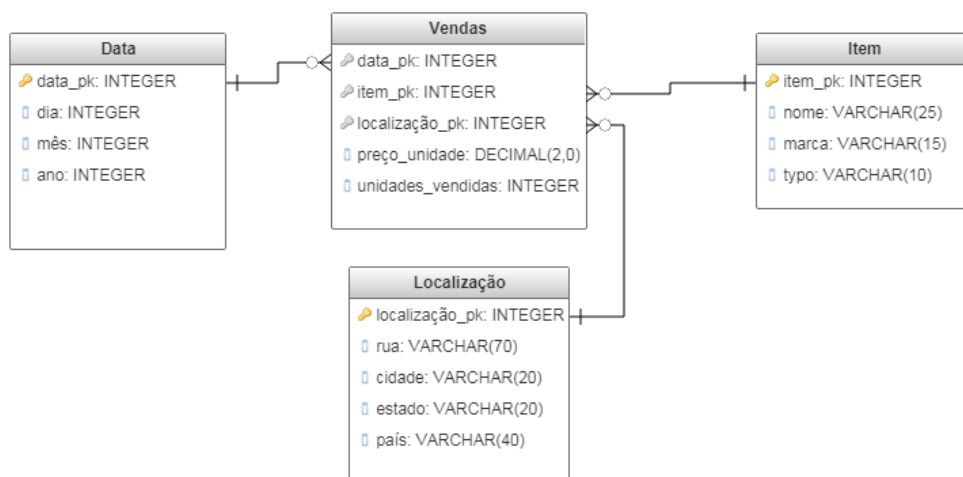 Data
data_pk: INTEGER
dia: INTEGER
mês: INTEGER
ano: INTEGER
Vendas
data_pk: INTEGER
item_pk: INTEGER
localização_pk: INTEGER
preço_unidade: DECIMAL(2,0)
unidades_vendidas: INTEGER
Item
item_pk: INTEGER
nome: VARCHAR(25)
marca: VARCHAR(15)
typo: VARCHAR(10)
Localização
localização_pk: INTEGER
rua: VARCHAR(70)
cidade: VARCHAR(20)
estado: VARCHAR(20)
país: VARCHAR(40)